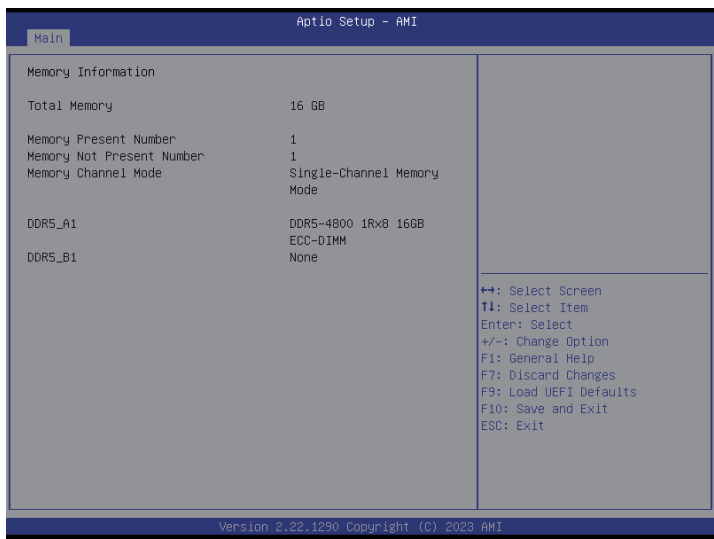 Aptio Setup – AMI
Main
Memory Information
Total Memory 16 GB
Memory Present Number 1
Memory Not Present Number 1
Memory Channel Mode Single-Channel Memory
Mode
DDR5_A1 DDR5-4800 1Rx8 16GB
ECC-DIMM
DDR5_B1 None
↔: Select Screen
↑↓: Select Item
Enter: Select
+/-: Change Option
F1: General Help
F7: Discard Changes
F9: Load UEFI Defaults
F10: Save and Exit
ESC: Exit
Version 2.22.1290 Copyright (C) 2023 AMI